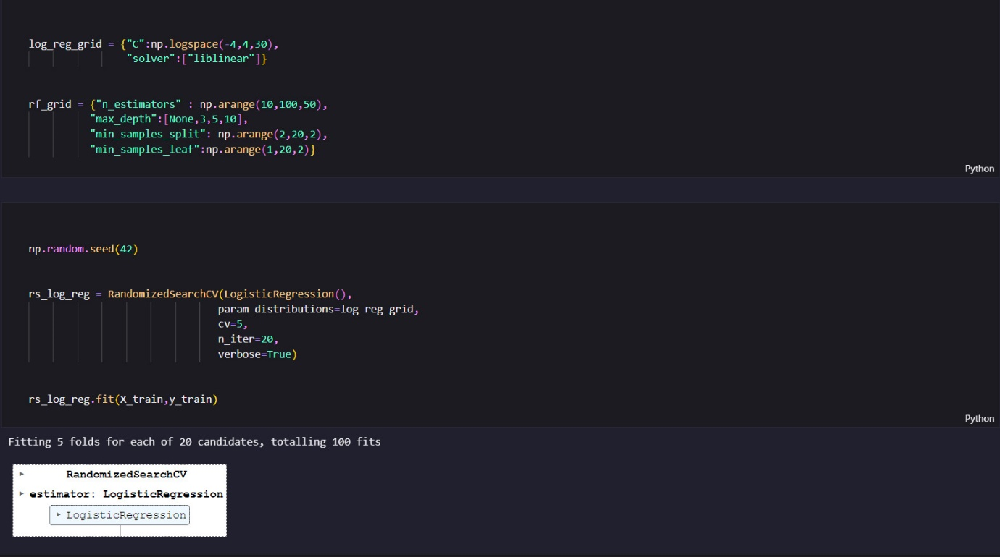 log_reg_grid = {"C":np.logspace(-4,4,30),
"solver":["liblinear"]}
rf_grid = {"n_estimators" : np.arange(10,100,50),
"max_depth":[None,3,5,10],
"min_samples_split": np.arange(2,20,2),
"min_samples_leaf":np.arange(1,20,2)}
Python
np.random.seed(42)
rs_log_reg = RandomizedSearchCV(LogisticRegression(),
param_distributions=log_reg_grid,
cv=5,
n_iter=20,
verbose=True)
rs_log_reg.fit(X_train,y_train)
Python
Fitting 5 folds for each of 20 candidates, totalling 100 fits
RandomizedSearchCV
estimator: LogisticRegression
LogisticRegression